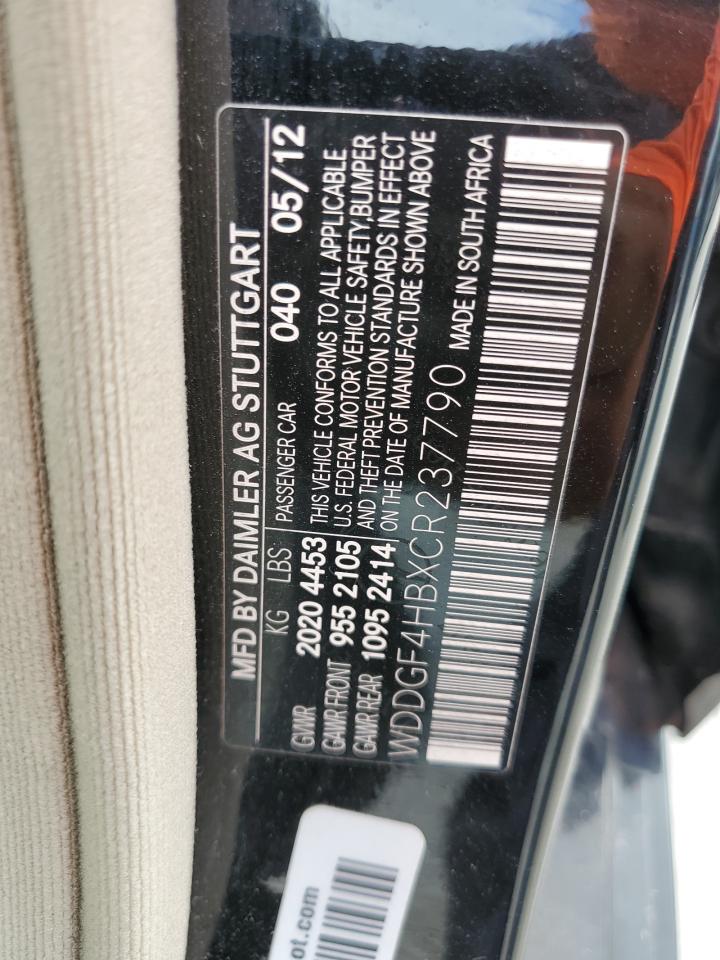 MFD BY DAIMLER AG STUTTGART
KG LBS PASSENGER CAR 040 05/12
GVWR 2020 4453 THIS VEHICLE CONFORMS TO ALL APPLICABLE
GAWR FRONT 955 2105 U.S. FEDERAL MOTOR VEHICLE SAFETY,BUMPER
GAWR REAR 1095 2414 AND THEFT PREVENTION STANDARDS IN EFFECT
ON THE DATE OF MANUFACTURE SHOWN ABOVE
WDDGF4HBXCR237790 MADE IN SOUTH AFRICA
ot.com